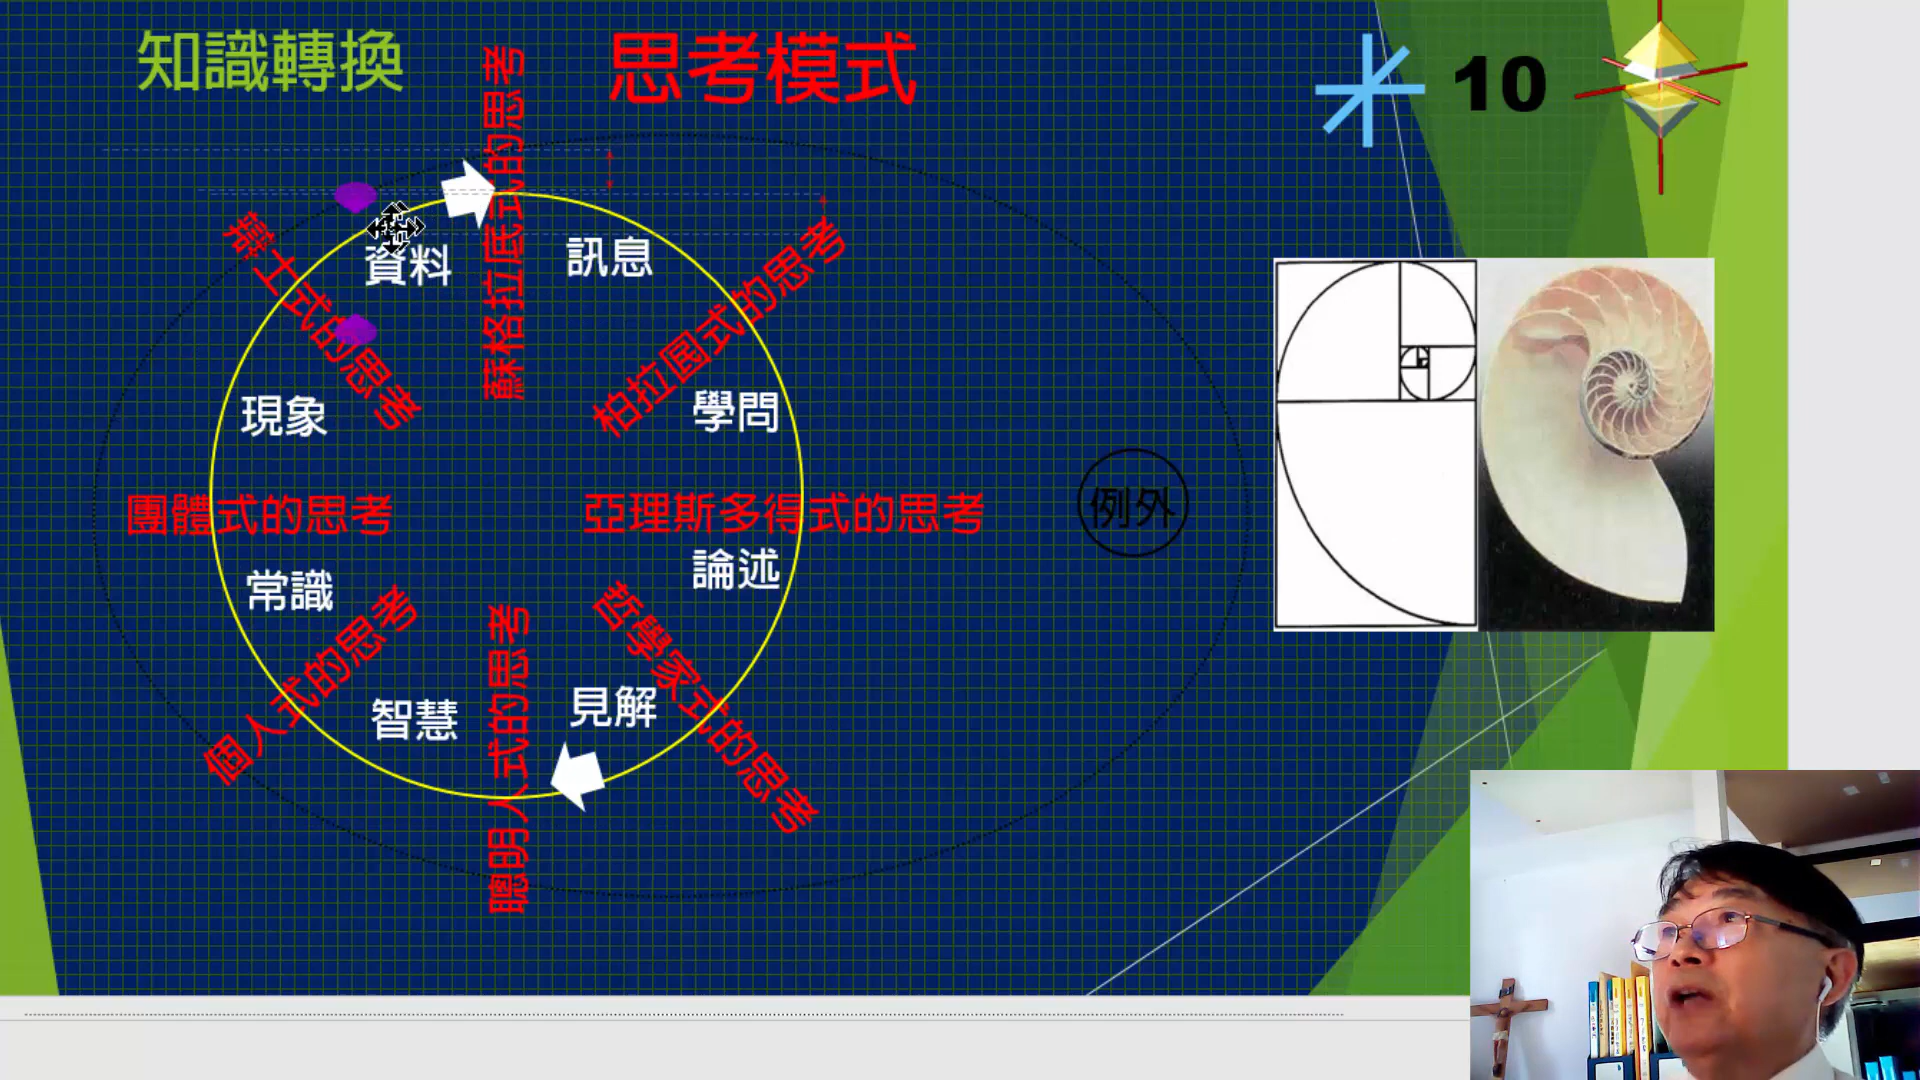 知識轉換
思考模式
10
蘇格拉底式的思考
辯士式的思考
資料
訊息
柏拉圖式的思考
現象
學問
團體式的思考
亞理斯多得式的思考
例外
常識
論述
個人式的思考
智慧
聰明人式的思考
見解
哲學家式的思考